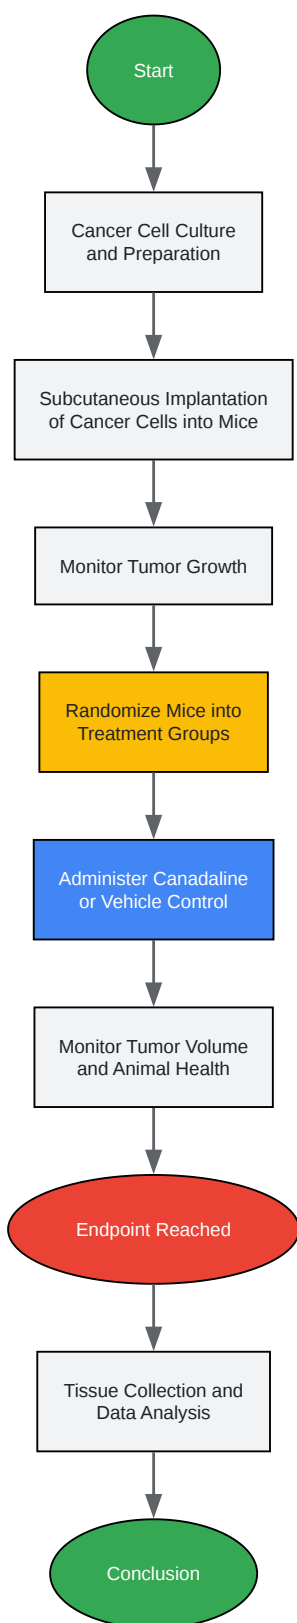 Start
Cancer Cell Culture
and Preparation
Subcutaneous Implantation
of Cancer Cells into Mice
Monitor Tumor Growth
Randomize Mice into
Treatment Groups
Administer Canadaline
or Vehicle Control
Monitor Tumor Volume
and Animal Health
Endpoint Reached
Tissue Collection and
Data Analysis
Conclusion